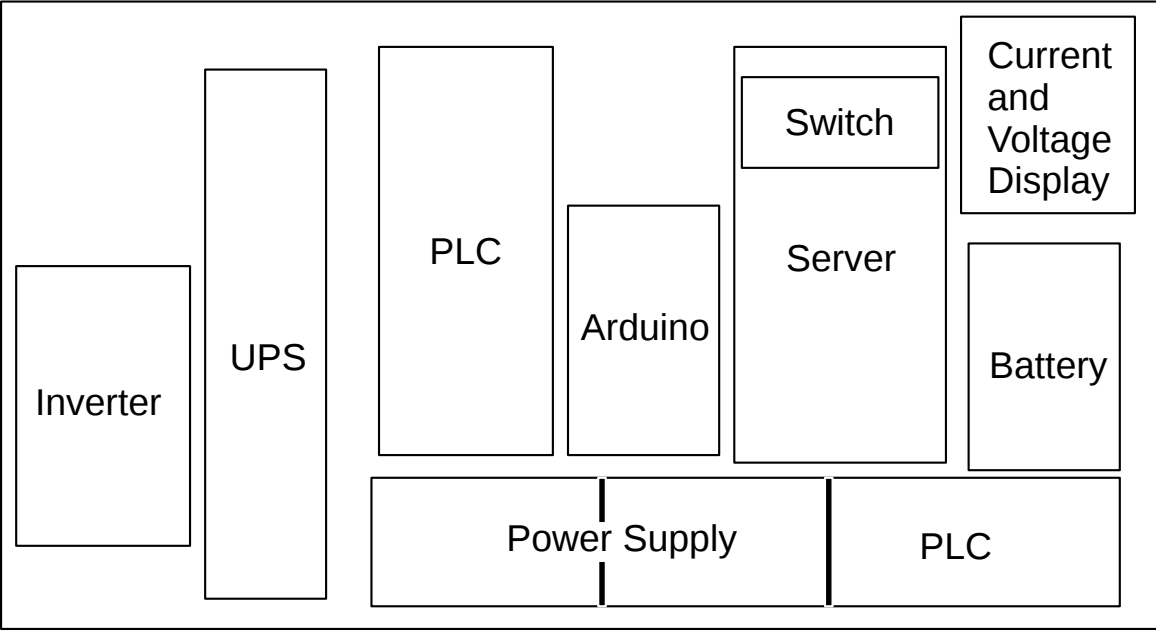 Current
and
Voltage
Display
Switch
PLC
Server
Arduino
UPS
Battery
Inverter
Power Supply
PLC